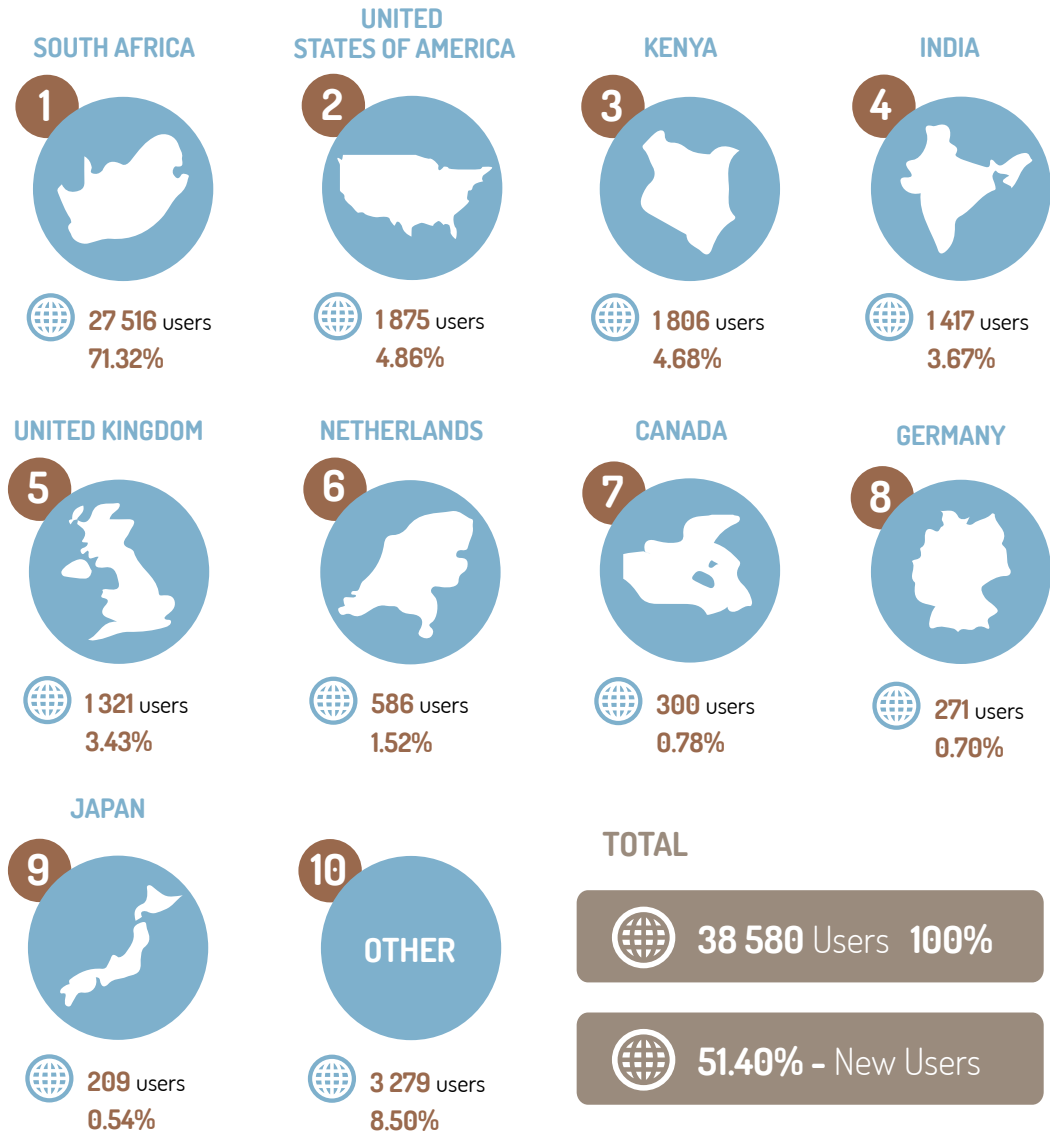 SOUTH AFRICA
1
27 516 users
71.32%
UNITED
STATES OF AMERICA
2
1 875 users
4.86%
KENYA
3
1 806 users
4.68%
INDIA
4
1 417 users
3.67%
UNITED KINGDOM
5
1 321 users
3.43%
NETHERLANDS
6
586 users
1.52%
CANADA
7
300 users
0.78%
GERMANY
8
271 users
0.70%
JAPAN
9
209 users
0.54%
10
OTHER
3 279 users
8.50%
TOTAL
38 580 Users 100%
51.40% - New Users